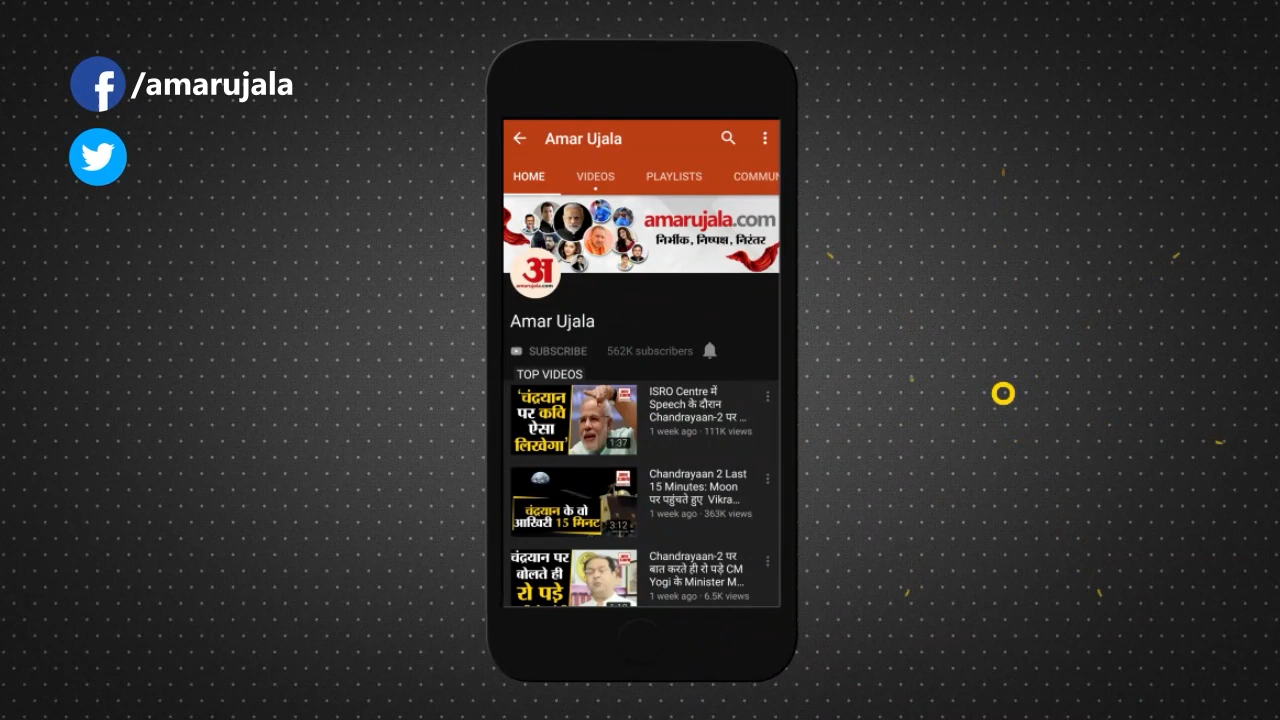 /amarujala
Amar Ujala
HOME VIDEOS PLAYLISTS COMMUN
amarujala.com
निर्भीक, निष्पक्ष, निरंतर
अ
amarujala.com
Amar Ujala
SUBSCRIBE 562K subscribers
TOP VIDEOS
'चंद्रयान
पर कवि
ऐसा
लिखेगा'
1:37
ISRO Centre में
Speech के दौरान
Chandrayaan-2 पर ...
1 week ago · 111K views
चंद्रयान के वो
आखिरी 15 मिनट
3:12
Chandrayaan 2 Last
15 Minutes: Moon
पर पहुंचते हुए Vikra...
1 week ago · 363K views
चंद्रयान पर
बोलते ही
रो पड़े
Chandrayaan-2 पर
बात करते ही रो पड़े CM
Yogi के Minister M...
1 week ago · 6.5K views